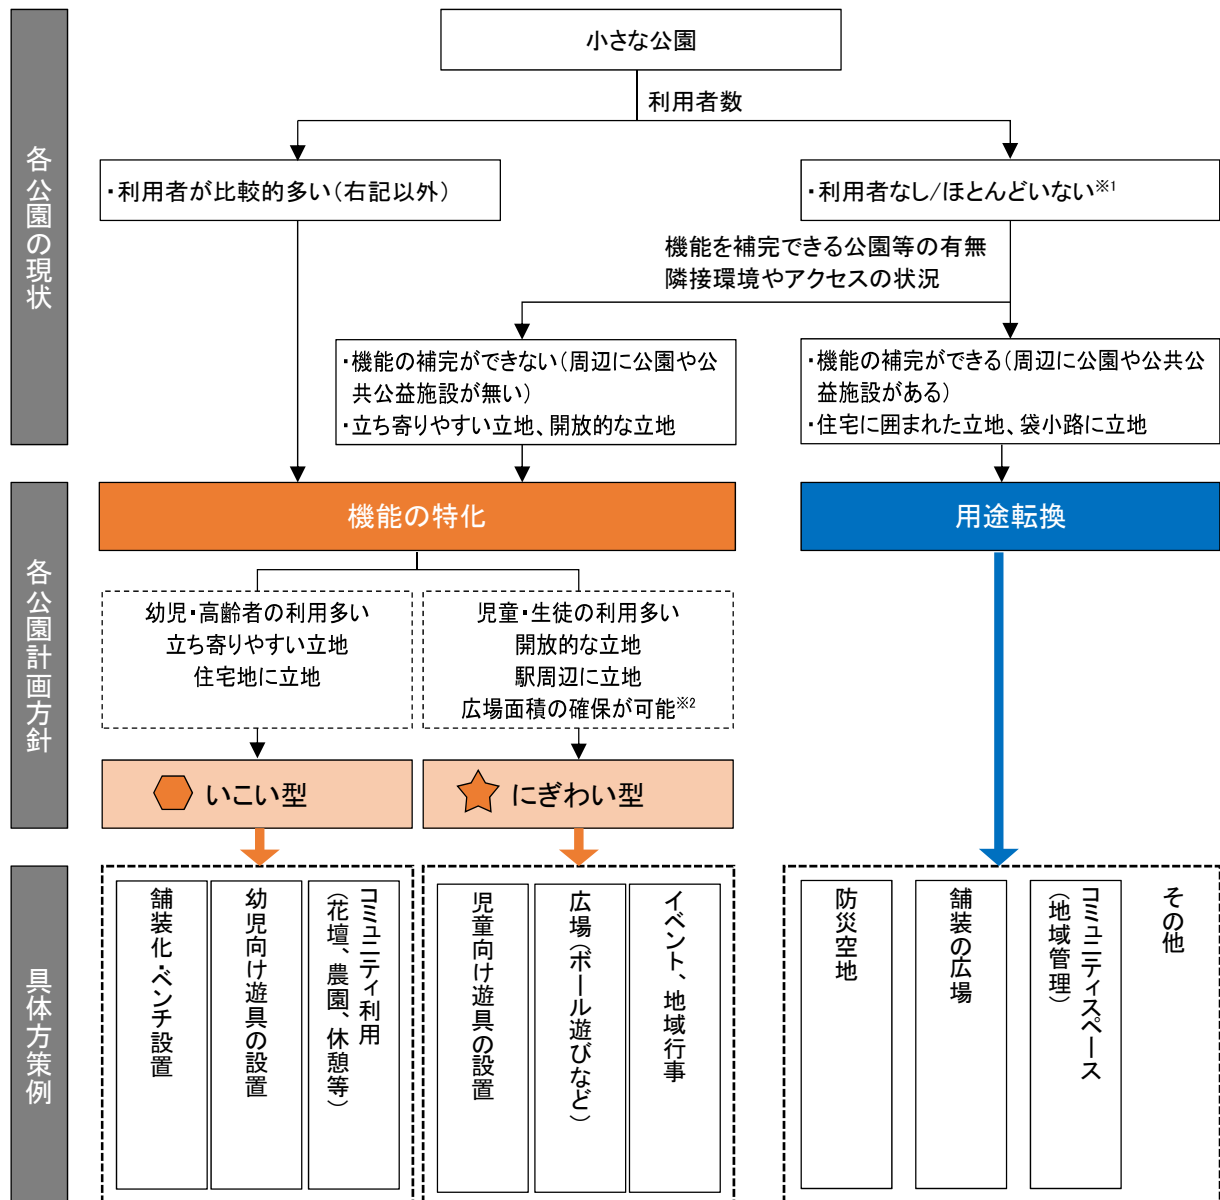 各公園の現状
小さな公園
利用者数
・利用者が比較的多い（右記以外）
・利用者なし/ほとんどいない※1
機能を補完できる公園等の有無
隣接環境やアクセスの状況
・機能の補完ができない（周辺に公園や公
共公益施設が無い）
・立ち寄りやすい立地、開放的な立地
・機能の補完ができる（周辺に公園や公共公
益施設がある）
・住宅に囲まれた立地、袋小路に立地
各公園計画方針
機能の特化
用途転換
幼児・高齢者の利用多い
立ち寄りやすい立地
住宅地に立地
児童・生徒の利用多い
開放的な立地
駅周辺に立地
広場面積の確保が可能※2
いこい型
にぎわい型
具体方策例
舗装化・ベンチ設置
幼児向け遊具の設置
コミュニティ利用
（花壇、農園、休憩等）
児童向け遊具の設置
広場（ボール遊びなど）
イベント、地域行事
防災空地
舗装の広場
コミュニティスペース
（地域管理）
その他